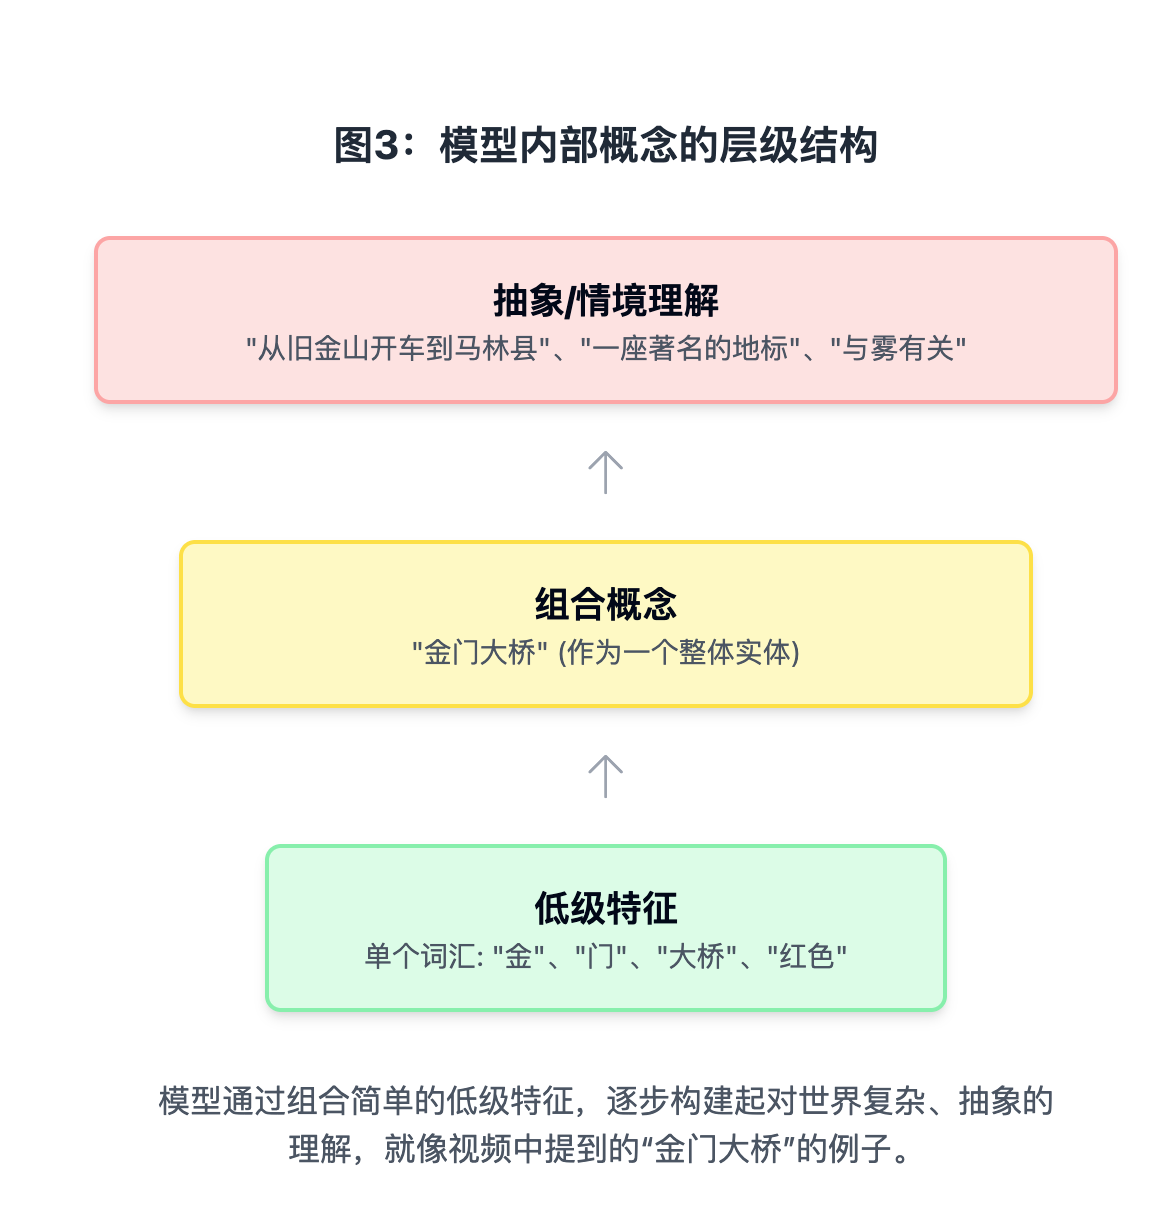 图3：模型内部概念的层级结构
抽象/情境理解
"从旧金山开车到马林县"、"一座著名的地标"、"与雾有关"
组合概念
"金门大桥" (作为一个整体实体)
低级特征
单个词汇: "金"、"门"、"大桥"、"红色"
模型通过组合简单的低级特征，逐步构建起对世界复杂、抽象的
理解，就像视频中提到的“金门大桥”的例子。